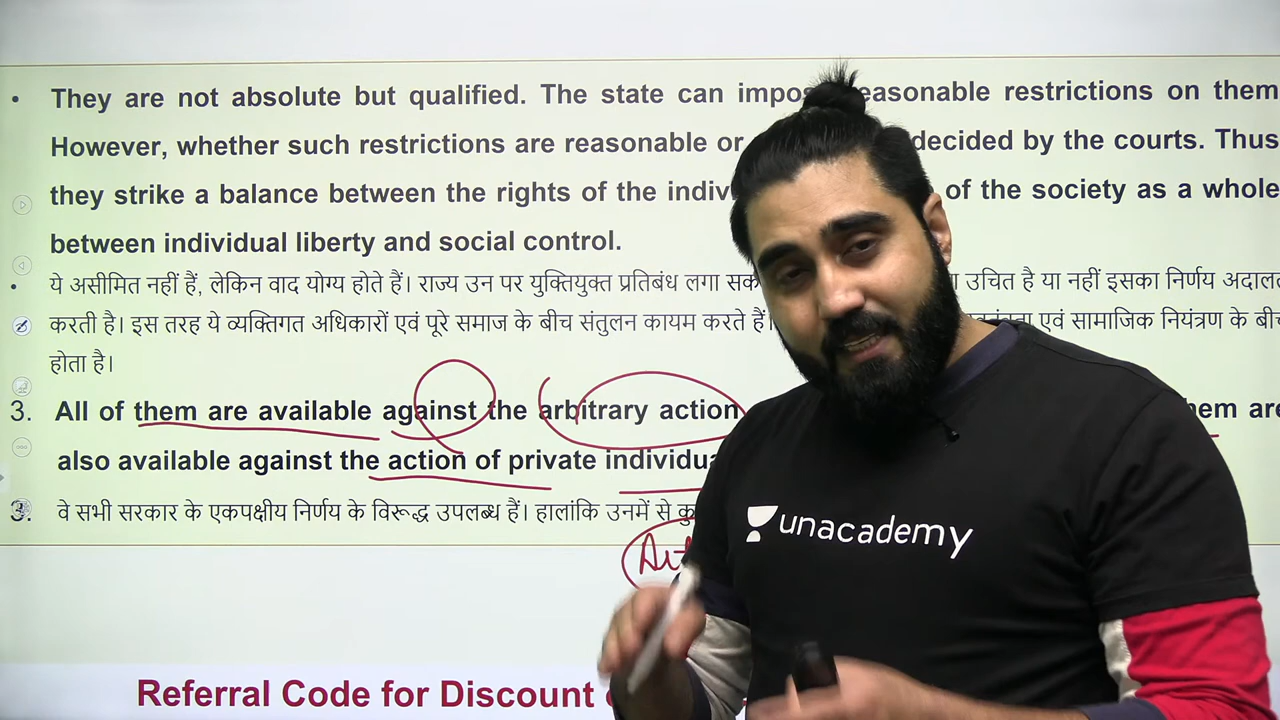 • They are not absolute but qualified. The state can impos easonable restrictions on them
However, whether such restrictions are reasonable or decided by the courts. Thus
they strike a balance between the rights of the indiv of the society as a whole
between individual liberty and social control.
• ये असीमित नहीं हैं, लेकिन वाद योग्य होते हैं। राज्य उन पर युक्तियुक्त प्रतिबंध लगा सक उचित है या नहीं इसका निर्णय अदालत
करती है। इस तरह ये व्यक्तिगत अधिकारों एवं पूरे समाज के बीच संतुलन कायम करते हैं। एवं सामाजिक नियंत्रण के बीच
होता है।
3. All of them are available against the arbitrary action hem are
also available against the action of private individua
3. वे सभी सरकार के एकपक्षीय निर्णय के विरूद्ध उपलब्ध हैं। हालांकि उनमें से कु
unacademy
Referral Code for Discount